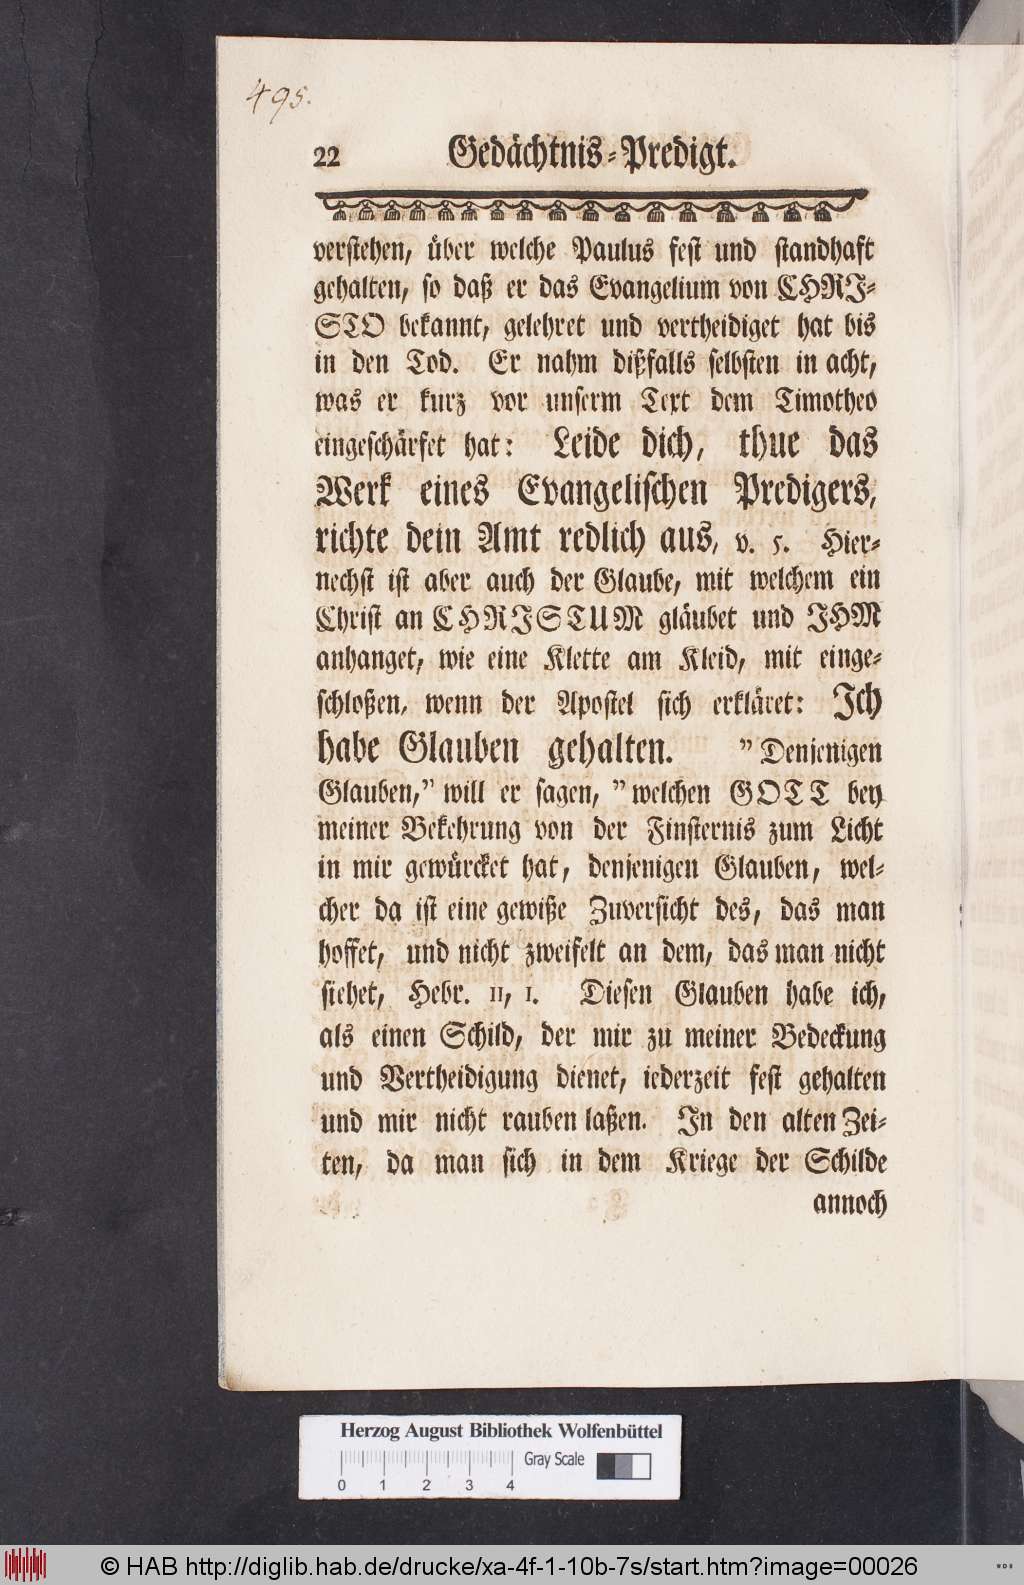 495.
22 Gedächtnis-Predigt.
verstehen, über welche Paulus fest und standhaft
gehalten, so daß er das Evangelium von CHRI-
STO bekannt, gelehret und vertheidiget hat bis
in den Tod. Er nahm dißfalls selbsten in acht,
was er kurz vor unserm Text dem Timotheo
eingeschärfet hat: Leide dich, thue das
Werk eines Evangelischen Predigers,
richte dein Amt redlich aus, v. 5. Hier-
nechst ist aber auch der Glaube, mit welchem ein
Christ an CHRISTUM gläubet und IHM
anhanget, wie eine Klette am Kleid, mit einge-
schloßen, wenn der Apostel sich erkläret: Ich
habe Glauben gehalten. ” Denjenigen
Glauben,” will er sagen, ” welchen GOTT bey
meiner Bekehrung von der Finsternis zum Licht
in mir gewürcket hat, denjenigen Glauben, wel-
cher da ist eine gewiße Zuversicht des, das man
hoffet, und nicht zweifelt an dem, das man nicht
siehet, Hebr. 11, 1. Diesen Glauben habe ich,
als einen Schild, der mir zu meiner Bedeckung
und Vertheidigung dienet, iederzeit fest gehalten
und mir nicht rauben laßen. In den alten Zei-
ten, da man sich in dem Kriege der Schilde
annoch
Herzog August Bibliothek Wolfenbüttel
Gray Scale
0 1 2 3 4
© HAB http://diglib.hab.de/drucke/xa-4f-1-10b-7s/start.htm?image=00026